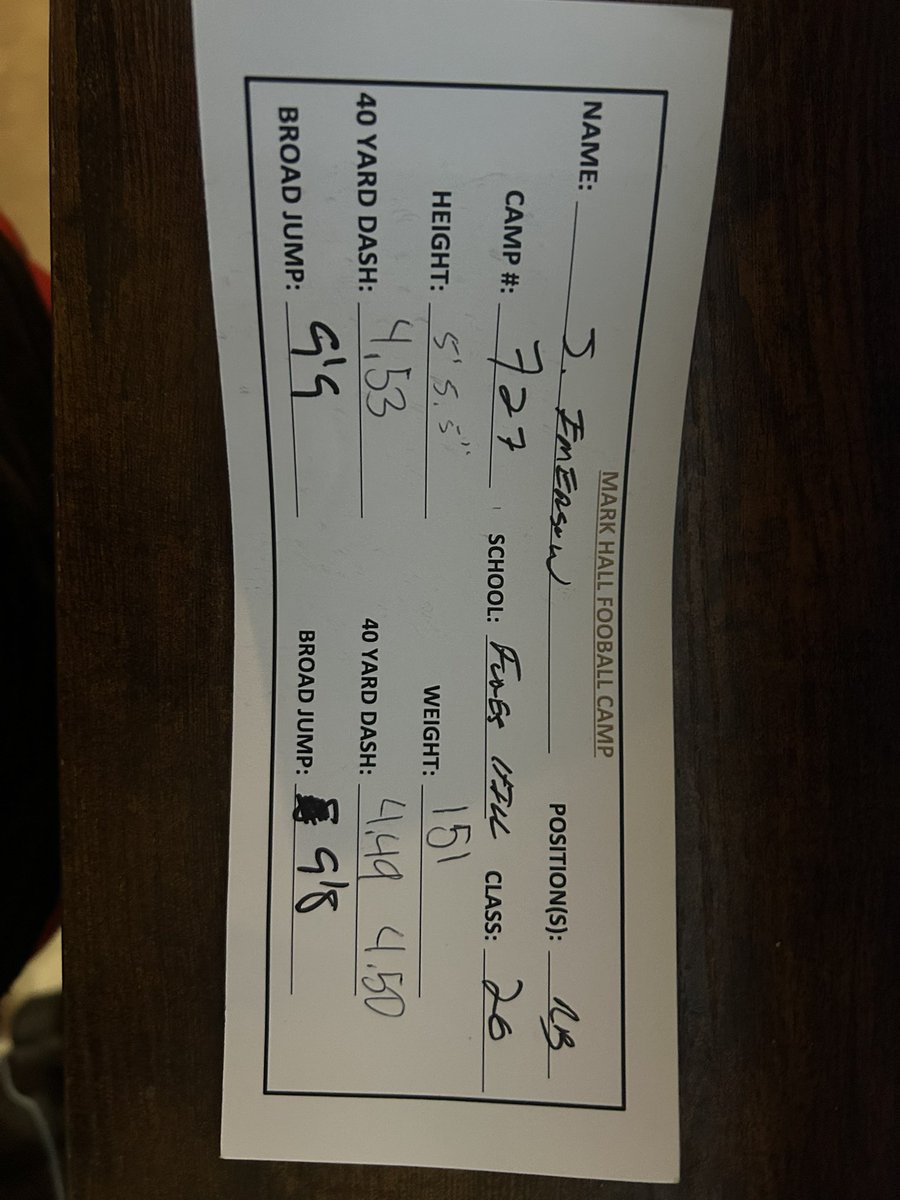 MARK HALL FOOBALL CAMP
NAME: J. EMERSON POSITION(S): RB
CAMP #: 727 SCHOOL: HILL CLASS: 26
HEIGHT: 5'5.5" WEIGHT: 151
40 YARD DASH: 4.53 40 YARD DASH: 4.49 4.50
BROAD JUMP: 9'9 BROAD JUMP: 9'8